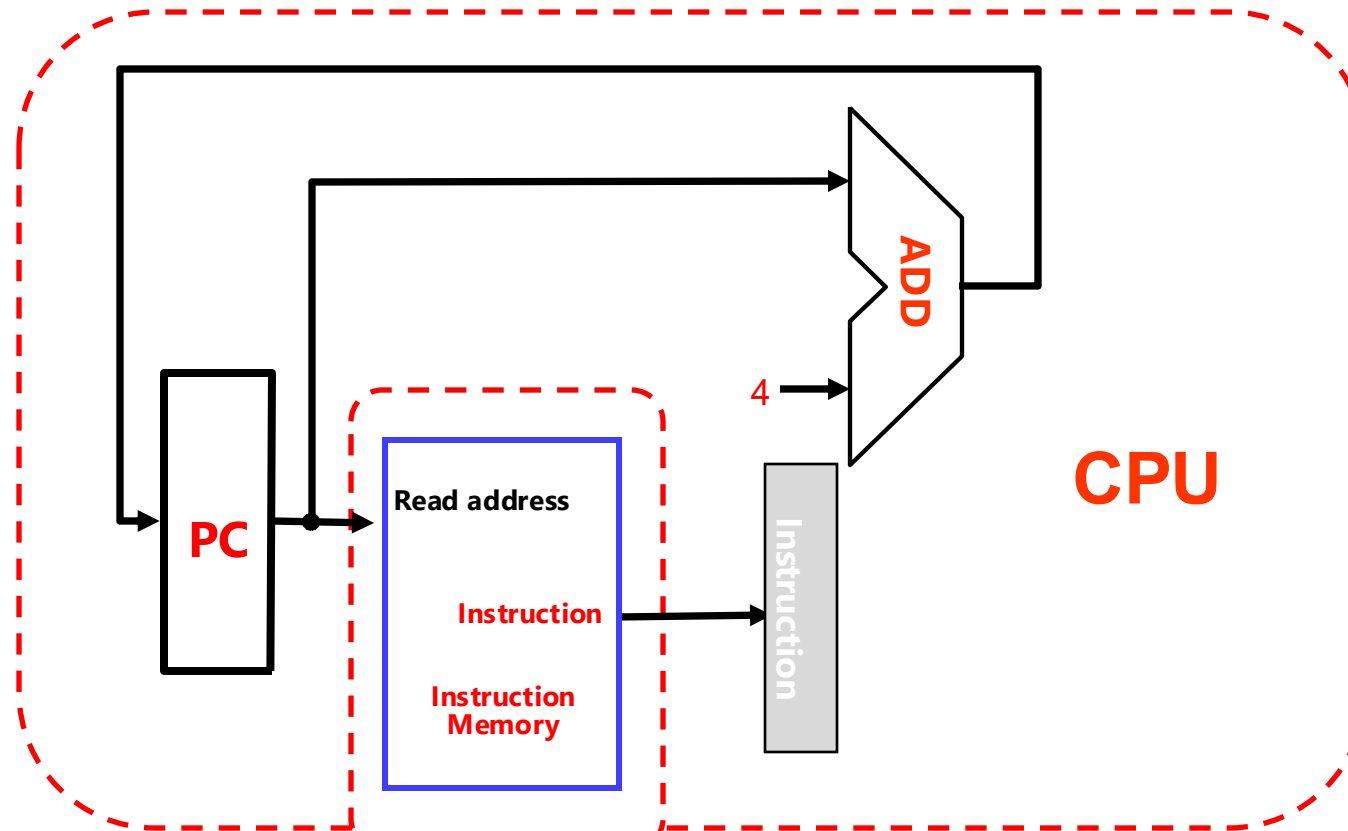 ADD
4
CPU
Read address
PC
Instruction
Instruction
Instruction
Memory